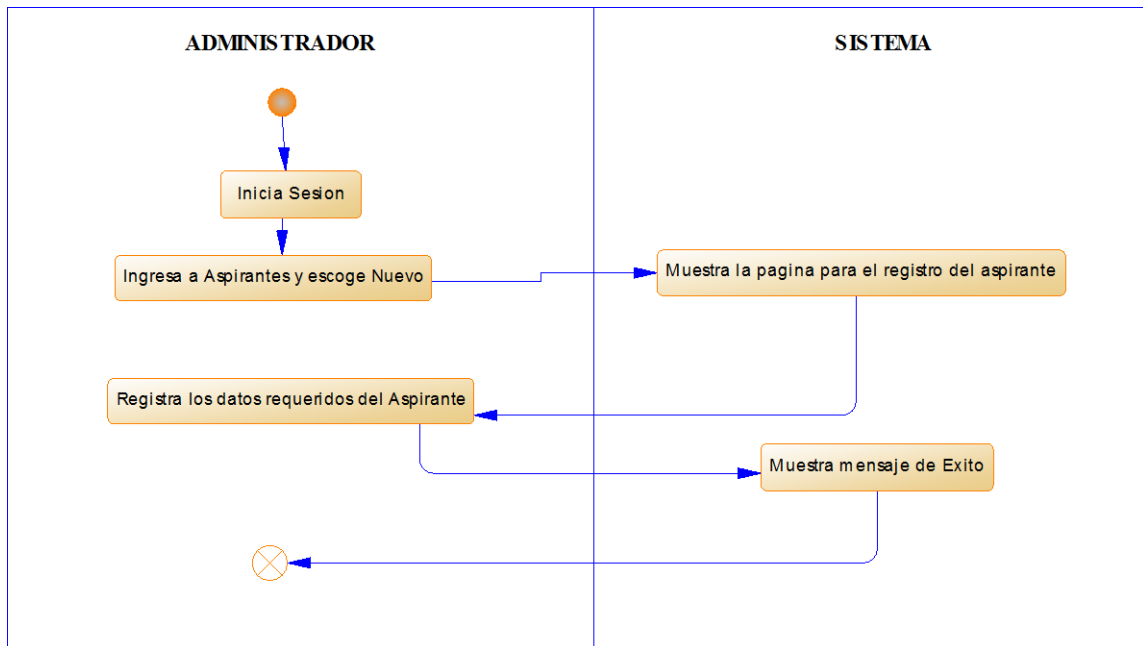 ADMINISTRADOR
SISTEMA
Inicia Sesion
Ingresa a Aspirantes y escoge Nuevo
Muestra la pagina para el registro del aspirante
Registra los datos requeridos del Aspirante
Muestra mensaje de Exito